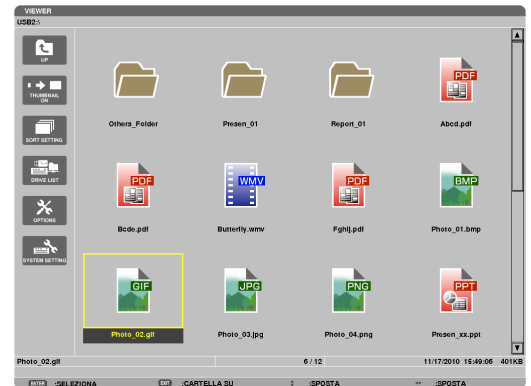 VIEWER
USB2:\
UP
THUMBNAIL
ON
SORT SETTING
DRIVE LIST
OPTIONS
SYSTEM SETTING
Others_Folder
Presen_01
Report_01
PDF
Abcd.pdf
PDF
Bcde.pdf
WMV
Butterfly.wmv
PDF
Fghij.pdf
BMP
Photo_01.bmp
GIF
Photo_02.gif
JPG
Photo_03.jpg
PNG
Photo_04.png
PPT
Presen_xx.ppt
Photo_02.gif
6 / 12
11/17/2010 15:49:06 401KB
ENTER :SELEZIONA
EXIT :CARTELLA SU
:SPOSTA
:SPOSTA